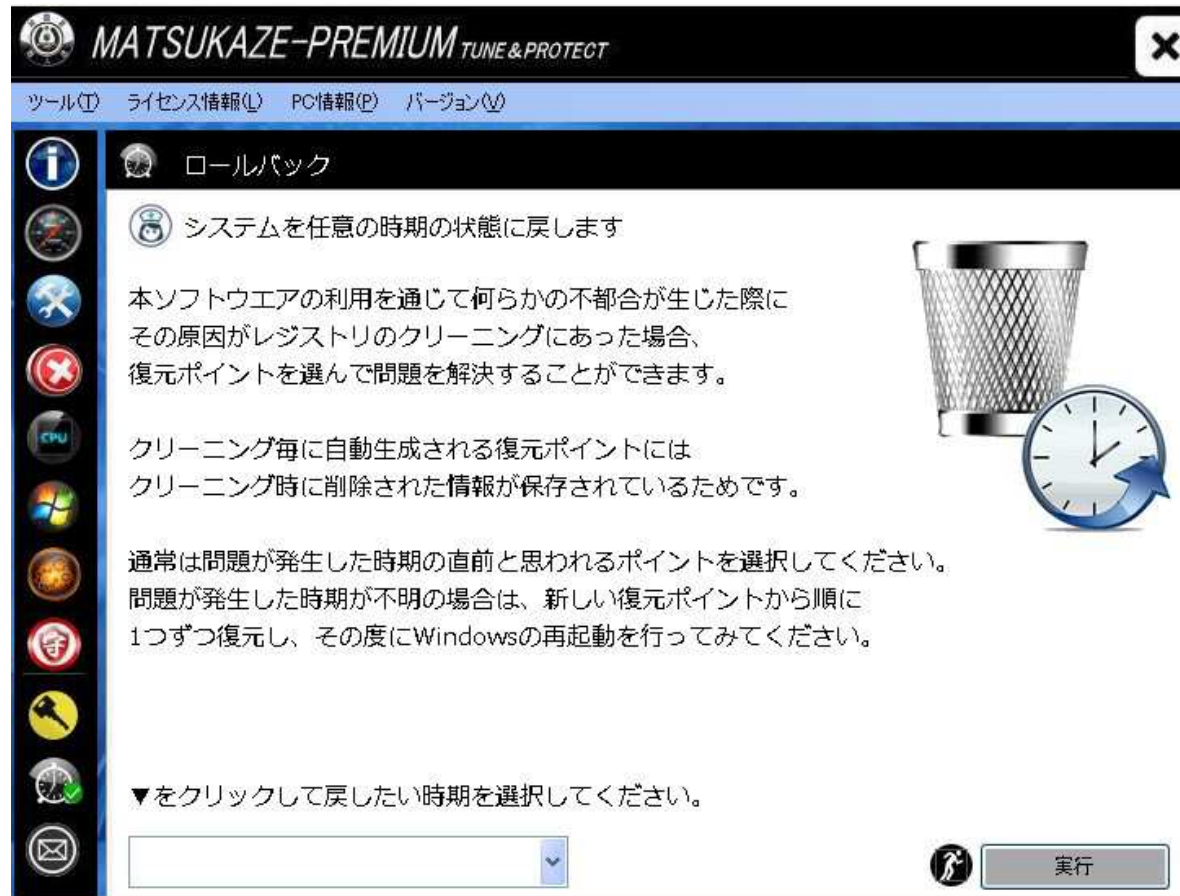 MATSUKAZE-PREMIUM TUNE&PROTECT
ツール(T) ライセンス情報(L) PC情報(P) バージョン(V)
ロールバック
システムを任意の時期の状態に戻します
本ソフトウエアの利用を通じて何らかの不都合が生じた際に
その原因がレジストリのクリーニングにあった場合、
復元ポイントを選んで問題を解決することができます。
CPU
クリーニング毎に自動生成される復元ポイントには
クリーニング時に削除された情報が保存されているためです。
通常は問題が発生した時期の直前と思われるポイントを選択してください。
問題が発生した時期が不明の場合は、新しい復元ポイントから順に
1つずつ復元し、その度にWindowsの再起動を行ってみてください。
▼をクリックして戻したい時期を選択してください。
実行